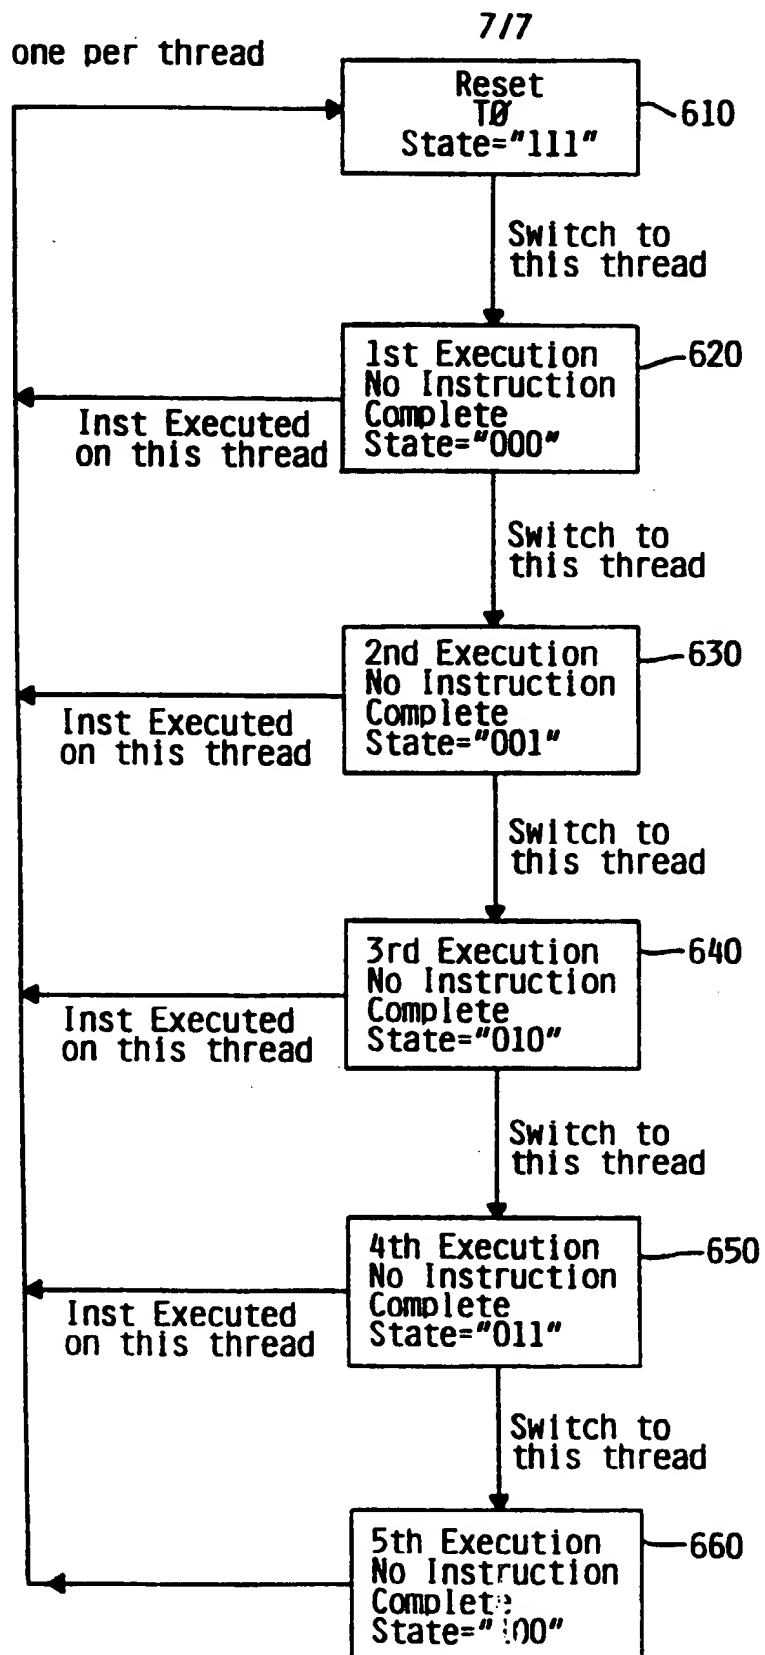 7/7
one per thread
Reset
TØ
State="111"
610
Switch to
this thread
1st Execution
No Instruction
Complete
State="000"
620
Inst Executed
on this thread
Switch to
this thread
2nd Execution
No Instruction
Complete
State="001"
630
Inst Executed
on this thread
Switch to
this thread
3rd Execution
No Instruction
Complete
State="010"
640
Inst Executed
on this thread
Switch to
this thread
4th Execution
No Instruction
Complete
State="011"
650
Inst Executed
on this thread
Switch to
this thread
5th Execution
No Instruction
Complete
State="100"
660